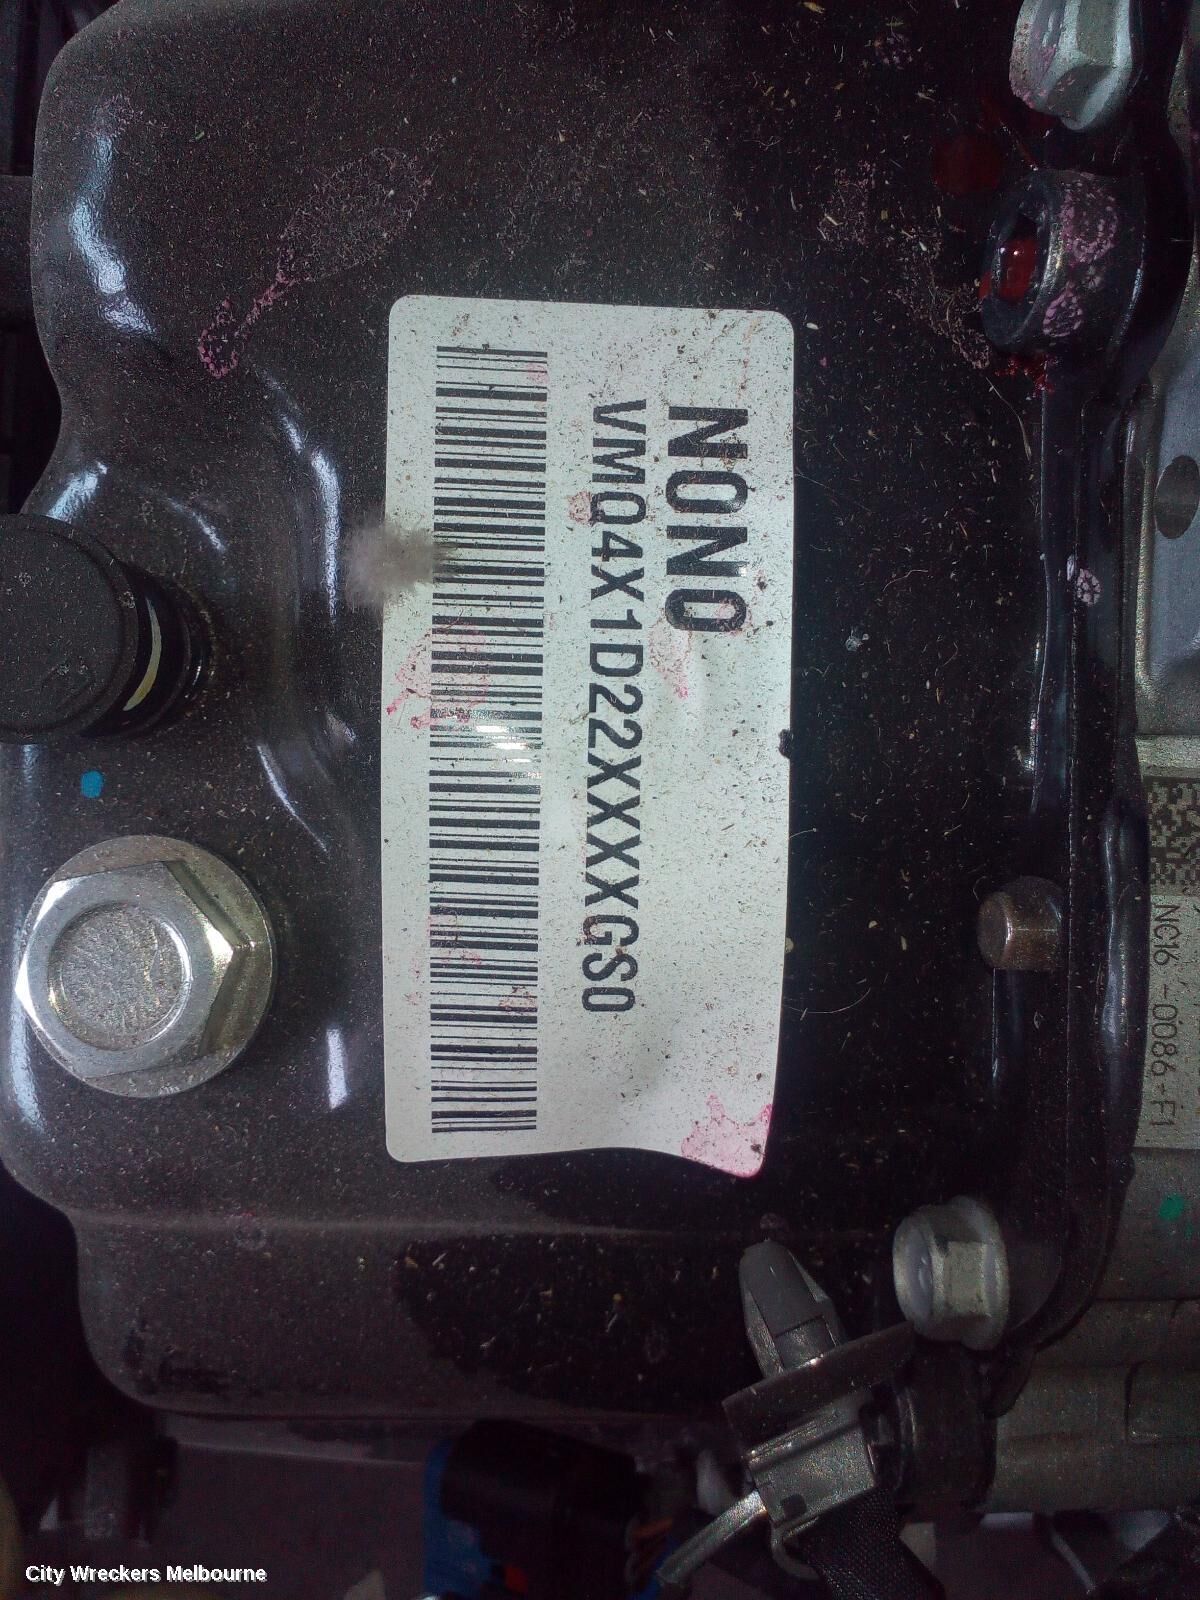 NONO
VMQ4X1D22XXXXGS0
NC16 -0086-F1
City Wreckers Melbourne